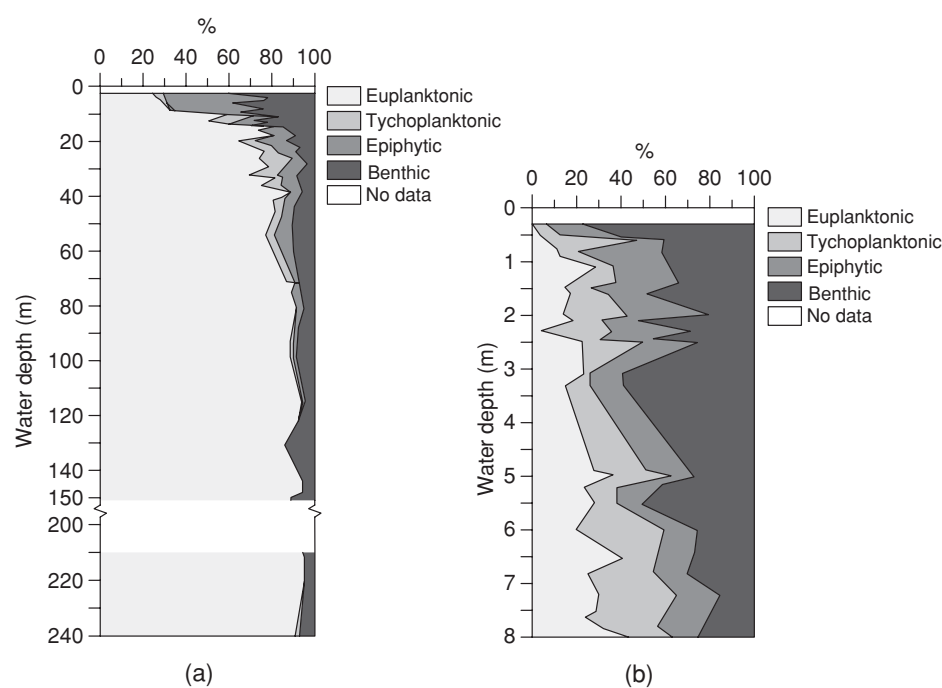 %
0 20 40 60 80 100
0
20
40
60
80
100
120
140
150
200
220
240
Water depth (m)
Euplanktonic
Tychoplanktonic
Epiphytic
Benthic
No data
(a)
%
0 20 40 60 80 100
0
1
2
3
4
5
6
7
8
Water depth (m)
Euplanktonic
Tychoplanktonic
Epiphytic
Benthic
No data
(b)